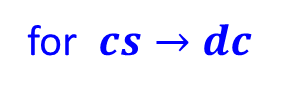 for cs → dc